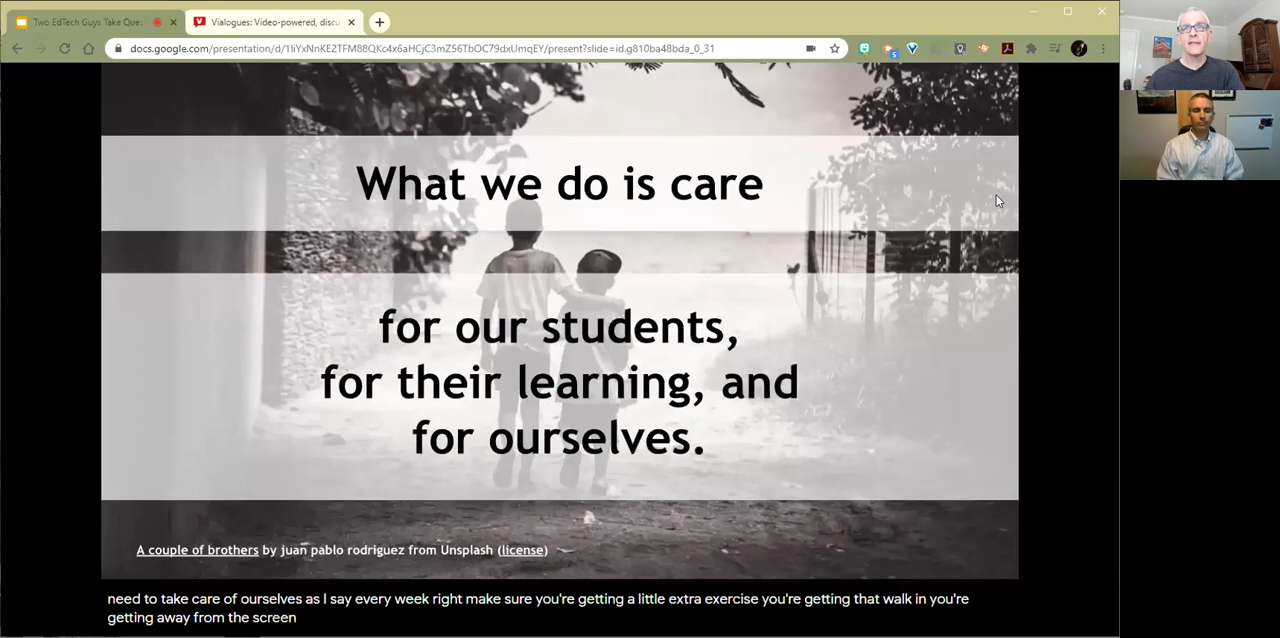 Two EdTech Guys Take Que
Vialogues: Video-powered, discu
docs.google.com/presentation/d/1liYxNnKE2TFM88QKc4x6aHCjC3mZ56TbOC79dxUmqEY/present?slide=id.g810ba48bda_0_31
What we do is care
for our students,
for their learning, and
for ourselves.
A couple of brothers by juan pablo rodriguez from Unsplash (license)
need to take care of ourselves as I say every week right make sure you're getting a little extra exercise you're getting that walk in you're
getting away from the screen